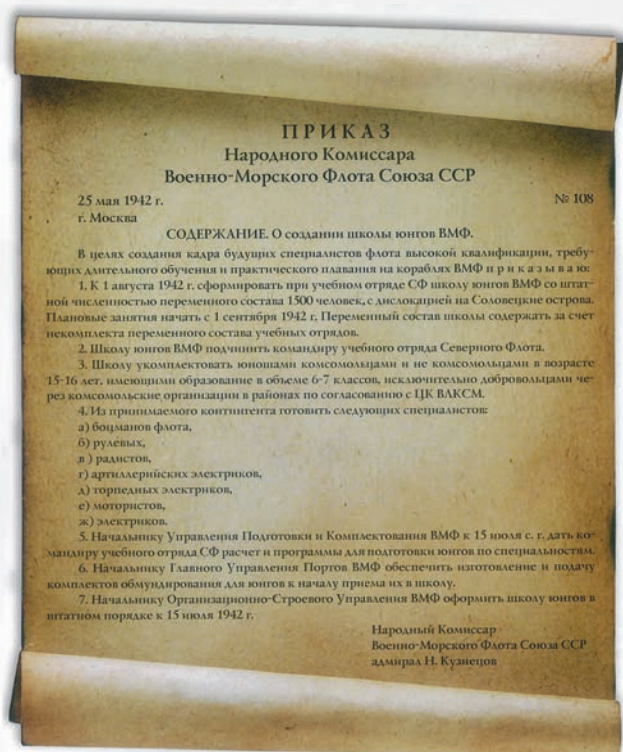 ПРИКАЗ
Народного Комиссара
Военно-Морского Флота Союза ССР
25 мая 1942 г. № 108
г. Москва
СОДЕРЖАНИЕ. О создании школы юнгов ВМФ.
В целях создания кадра будущих специалистов флота высокой квалификации, требу-
ющих длительного обучения и практического плавания на кораблях ВМФ п р и к а з ы в а ю:
1. К 1 августа 1942 г. сформировать при учебном отряде СФ школу юнгов ВМФ со штат-
ной численностью переменного состава 1500 человек, с дислокацией на Соловецкие острова.
Плановые занятия начать с 1 сентября 1942 г. Переменный состав школы содержать за счет
некомплекта переменного состава учебных отрядов.
2. Школу юнгов ВМФ подчинить командиру учебного отряда Северного Флота.
3. Школу укомплектовать юношами комсомольцами и не комсомольцами в возрасте
15-16 лет, имеющими образование в объеме 6-7 классов, исключительно добровольцами че-
рез комсомольские организации в районах по согласованию с ЦК ВЛКСМ.
4. Из принимаемого контингента готовить следующих специалистов:
а) боцманов флота,
б) рулевых,
в ) радистов,
г) артиллерийских электриков,
д) торпедных электриков,
е) мотористов,
ж) электриков.
5. Начальнику Управления Подготовки и Комплектования ВМФ к 15 июля с. г. дать ко-
мандиру учебного отряда СФ расчет и программы для подготовки юнгов по специальностям.
6. Начальнику Главного Управления Портов ВМФ обеспечить изготовление и подачу
комплектов обмундирования для юнгов к началу приема их в школу.
7. Начальнику Организационно-Строевого Управления ВМФ оформить школу юнгов в
штатном порядке к 15 июля 1942 г.
Народный Комиссар
Военно-Морского Флота Союза ССР
адмирал Н. Кузнецов